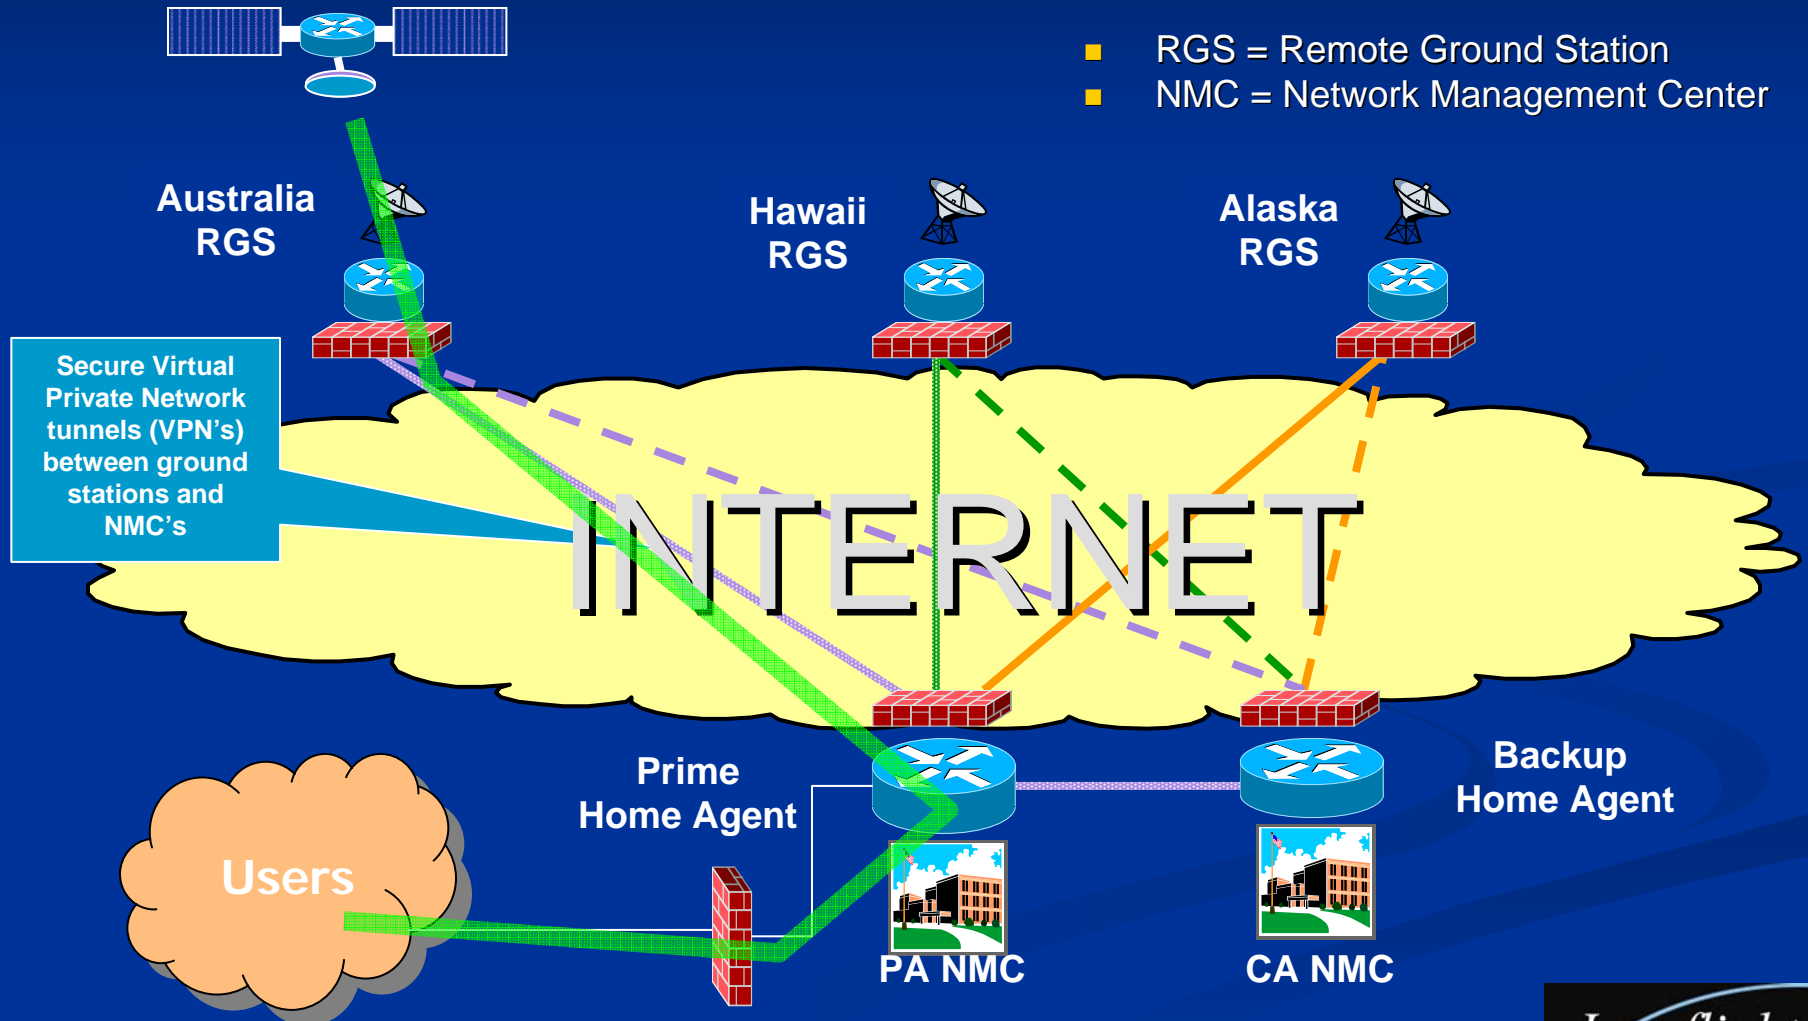 RGS = Remote Ground Station
NMC = Network Management Center
Australia
RGS
Hawaii
RGS
Alaska
RGS
Secure Virtual
Private Network
tunnels (VPN's)
between ground
stations and
NMC's
INTERNET
Prime
Home Agent
Backup
Home Agent
Users
PA NMC
CA NMC